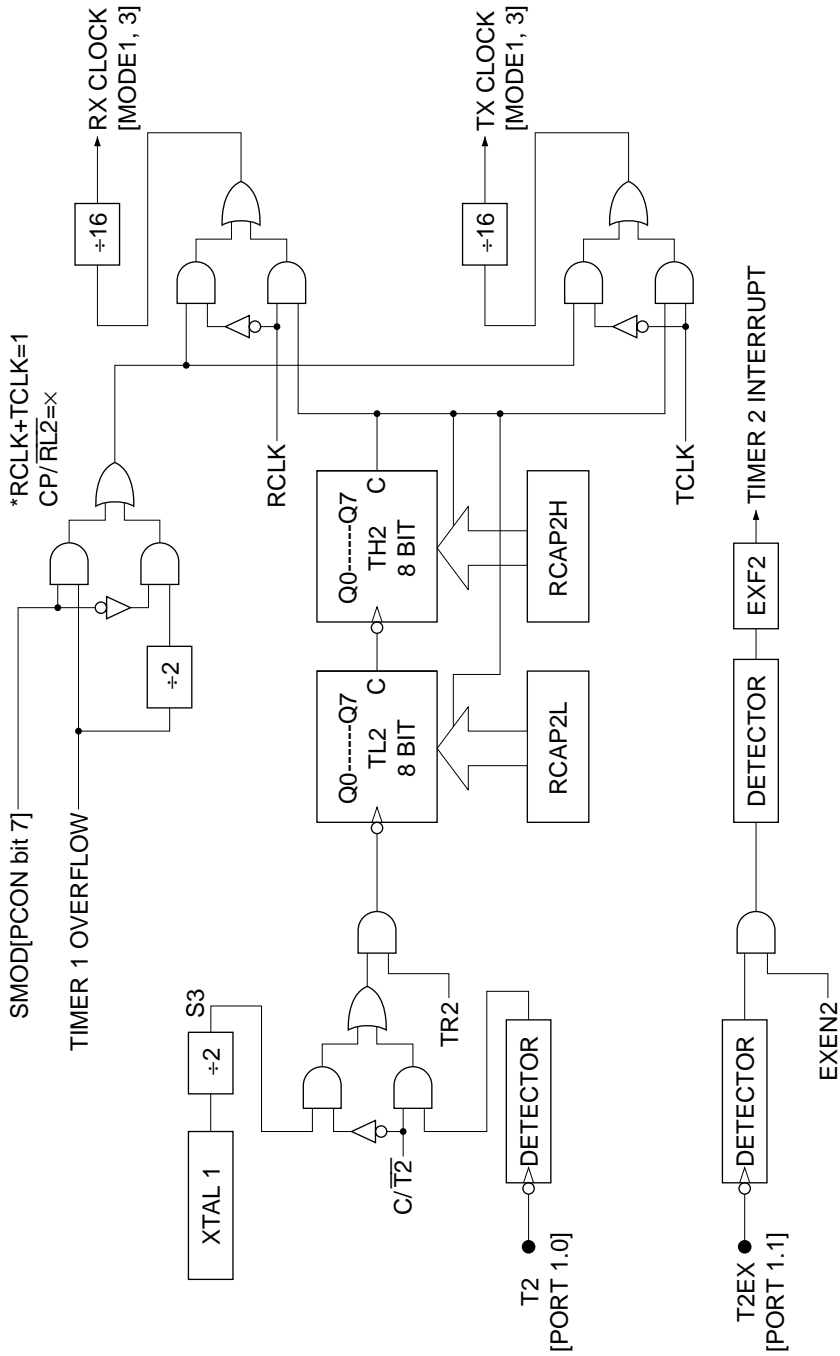 SMOD[PCON bit 7]
TIMER 1 OVERFLOW
÷2
*RCLK+TCLK=1
CP/R̅L̅2̅=×
÷16
RX CLOCK
[MODE1, 3]
XTAL 1
÷2
S3
C/T̅2̅
TR2
T2
[PORT 1.0]
DETECTOR
Q0------Q7
TL2
8 BIT
C
RCAP2L
Q0------Q7
TH2
8 BIT
C
RCAP2H
RCLK
TCLK
÷16
TX CLOCK
[MODE1, 3]
T2EX
[PORT 1.1]
DETECTOR
EXEN2
DETECTOR
EXF2
TIMER 2 INTERRUPT